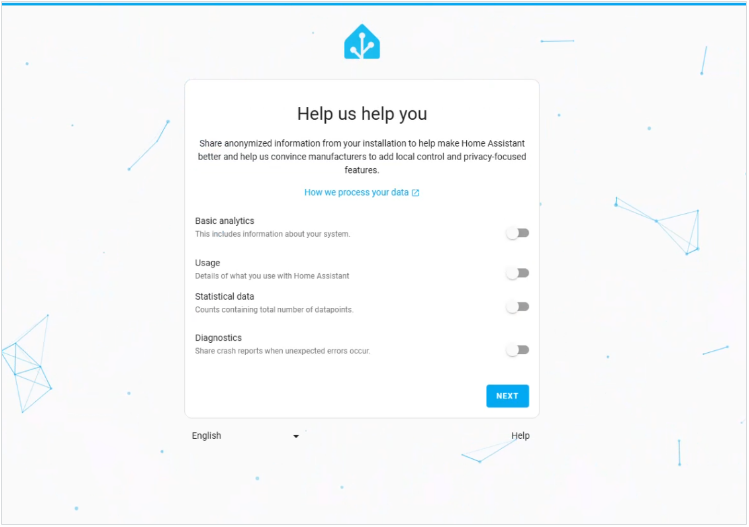 Help us help you
Share anonymized information from your installation to help make Home Assistant
better and help us convince manufacturers to add local control and privacy-focused
features.
How we process your data
Basic analytics
This includes information about your system.
Usage
Details of what you use with Home Assistant
Statistical data
Counts containing total number of datapoints.
Diagnostics
Share crash reports when unexpected errors occur.
NEXT
English
Help